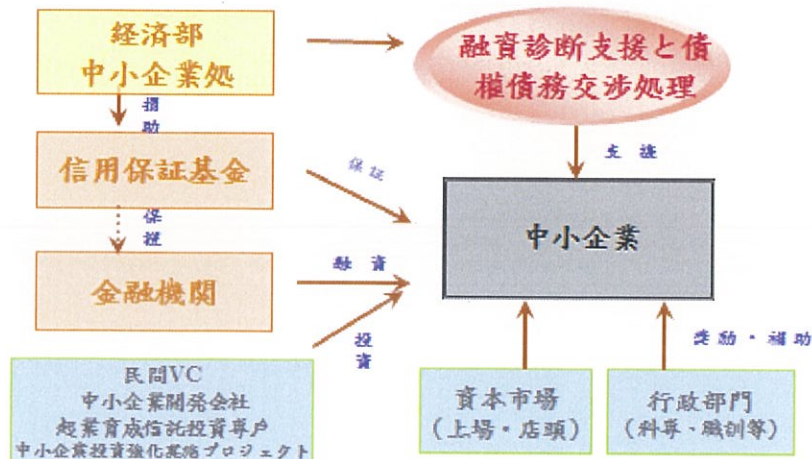 経済部
中小企業処
融資診断支援と債
権債務交渉処理
補
助
支援
信用保証基金
保証
保
証
中小企業
金融機関
融資
投
資
奨励・補助
民間VC
中小企業開発会社
起業育成信託投資専戸
中小企業投資強化実施プロジェクト
資本市場
(上場・店頭)
行政部門
(科専、職訓等)